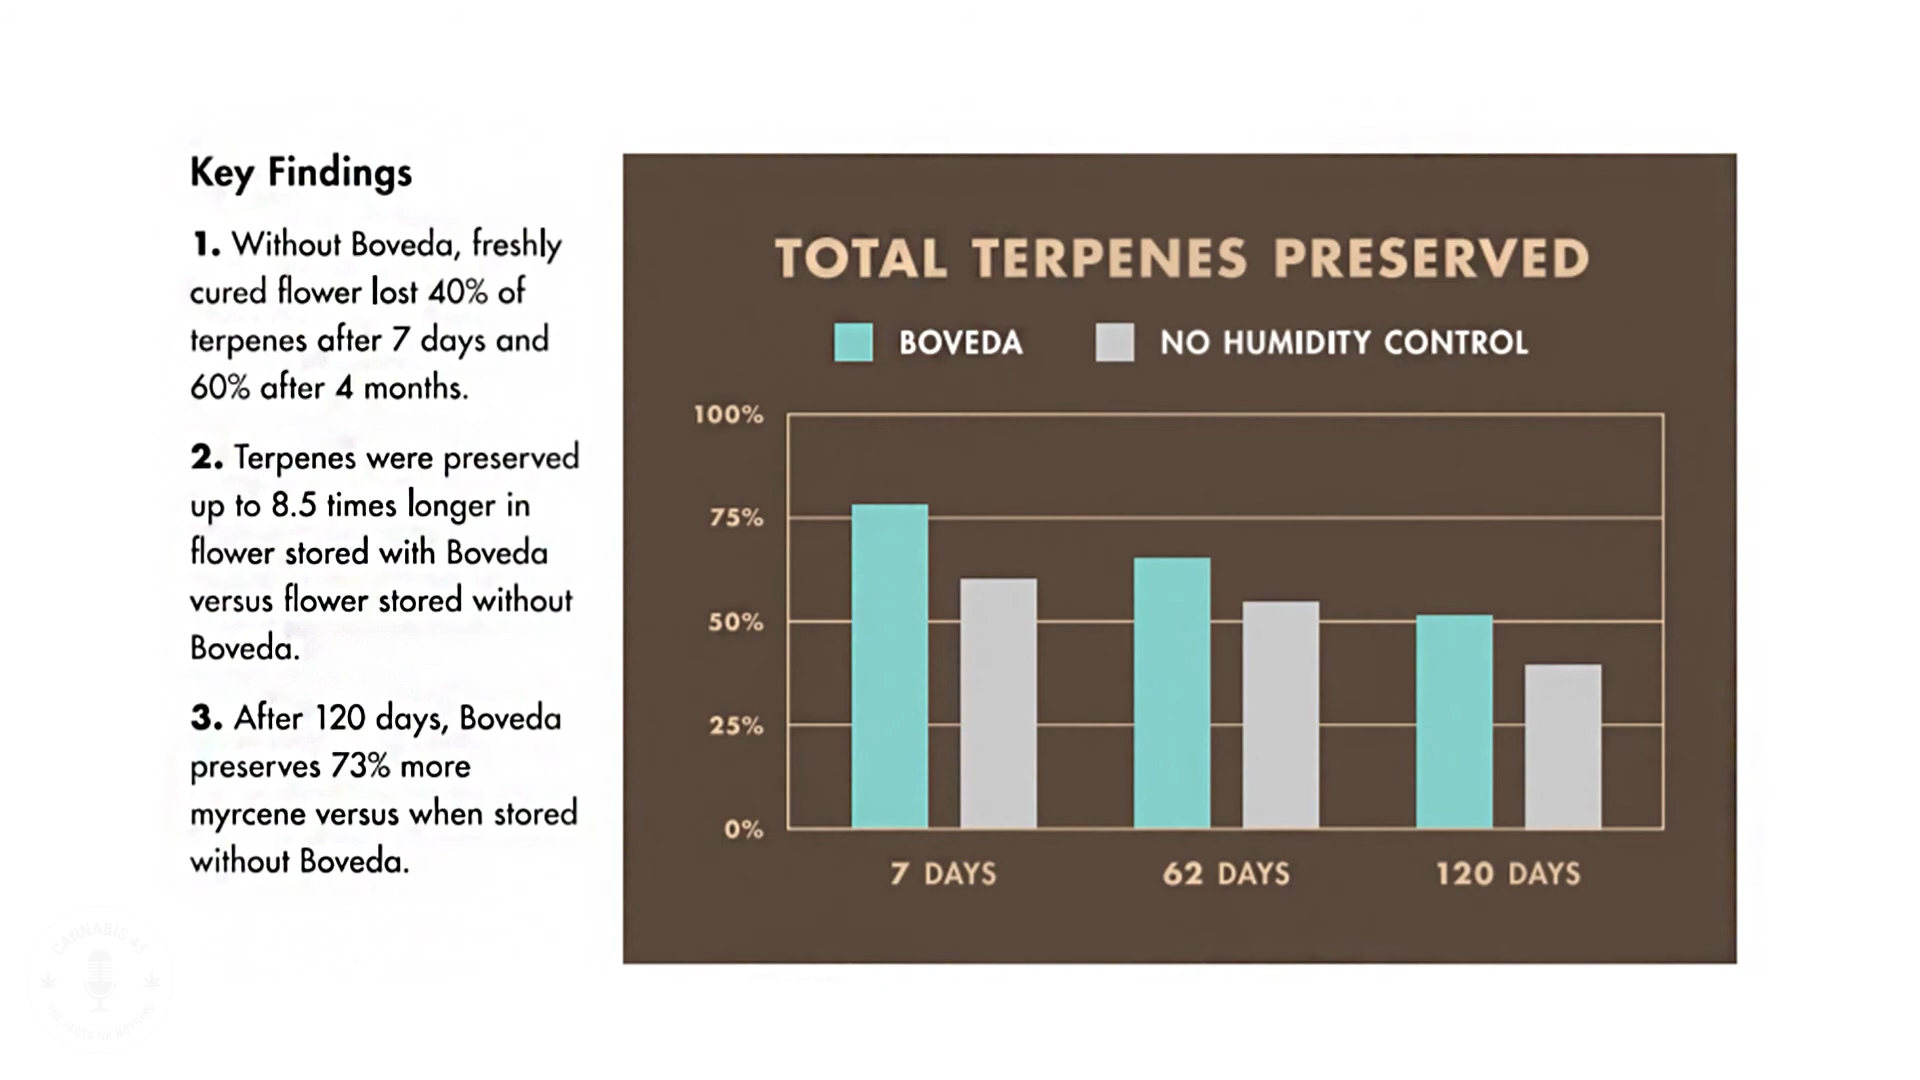 Key Findings
1. Without Boveda, freshly
cured flower lost 40% of
terpenes after 7 days and
60% after 4 months.
2. Terpenes were preserved
up to 8.5 times longer in
flower stored with Boveda
versus flower stored without
Boveda.
3. After 120 days, Boveda
preserves 73% more
myrcene versus when stored
without Boveda.
TOTAL TERPENES PRESERVED
BOVEDA
NO HUMIDITY CONTROL
100%
75%
50%
25%
0%
7 DAYS
62 DAYS
120 DAYS
CANNABIS 45